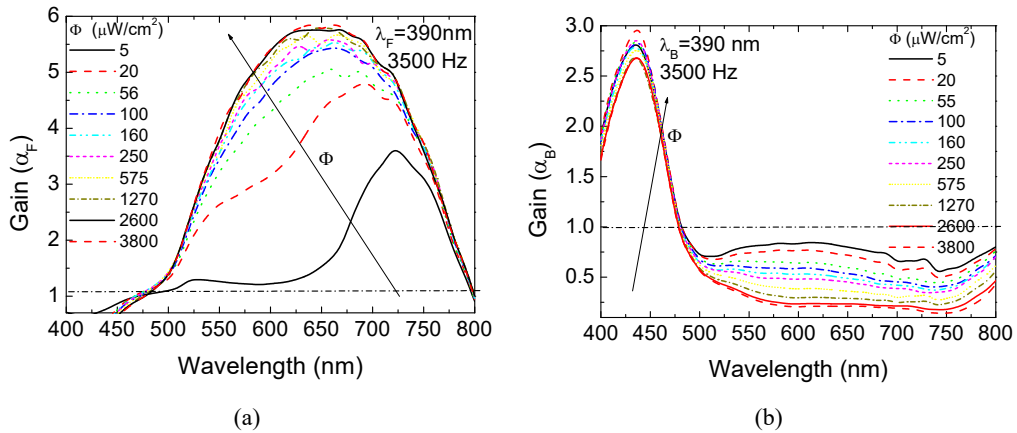 Φ (μW/cm²)
5
20
56
100
160
250
575
1270
2600
3800
λF=390nm
3500 Hz
Φ
Gain (αF)
6
5
4
3
2
1
400 450 500 550 600 650 700 750 800
Wavelength (nm)
(a)
λB=390 nm
3500 Hz
Φ
Φ (μW/cm²)
5
20
55
100
160
250
575
1270
2600
3800
Gain (αB)
3.0
2.5
2.0
1.5
1.0
0.5
400 450 500 550 600 650 700 750 800
Wavelength (nm)
(b)